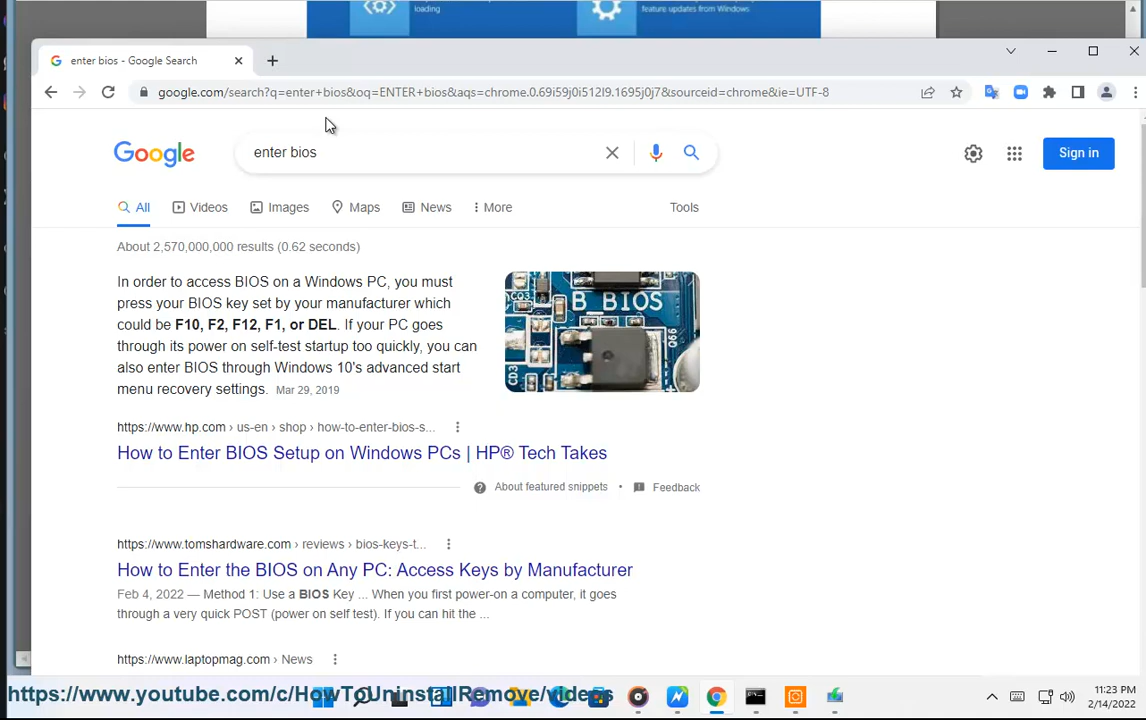 loading
feature updates from Windows
enter bios - Google Search
google.com/search?q=enter+bios&oq=ENTER+bios&aqs=chrome.0.69i59j0i512l9.1695j0j7&sourceid=chrome&ie=UTF-8
Google
enter bios
Sign in
All
Videos
Images
Maps
News
More
Tools
About 2,570,000,000 results (0.62 seconds)
In order to access BIOS on a Windows PC, you must
press your BIOS key set by your manufacturer which
could be F10, F2, F12, F1, or DEL. If your PC goes
through its power on self-test startup too quickly, you can
also enter BIOS through Windows 10's advanced start
menu recovery settings. Mar 29, 2019
CQ3
B BIOS
Q66
CD3
https://www.hp.com › us-en › shop › how-to-enter-bios-s...
How to Enter BIOS Setup on Windows PCs | HP® Tech Takes
About featured snippets • Feedback
https://www.tomshardware.com › reviews › bios-keys-t...
How to Enter the BIOS on Any PC: Access Keys by Manufacturer
Feb 4, 2022 — Method 1: Use a BIOS Key ... When you first power-on a computer, it goes
through a very quick POST (power on self test). If you can hit the ...
https://www.laptopmag.com › News
https://www.youtube.com/c/HowToUninstallRemove/videos
11:23 PM
2/14/2022